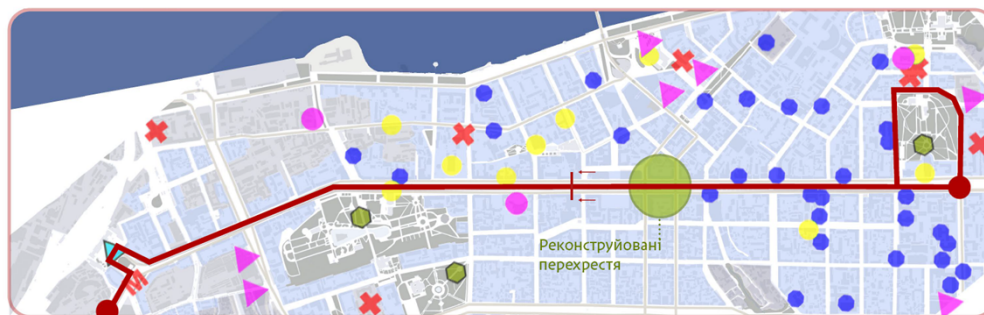 Реконструйовані
перехрестя
M